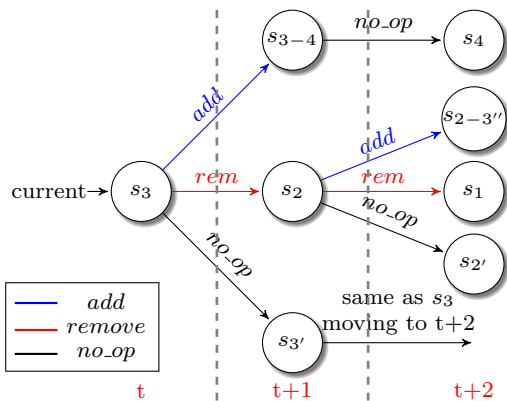 no_op
s3−4
s4
add
s2−3′′
add
current
s3
rem
s2
rem
s1
no_op
no_op
s2′
same as s3
moving to t+2
s3′
add
remove
no_op
t
t+1
t+2